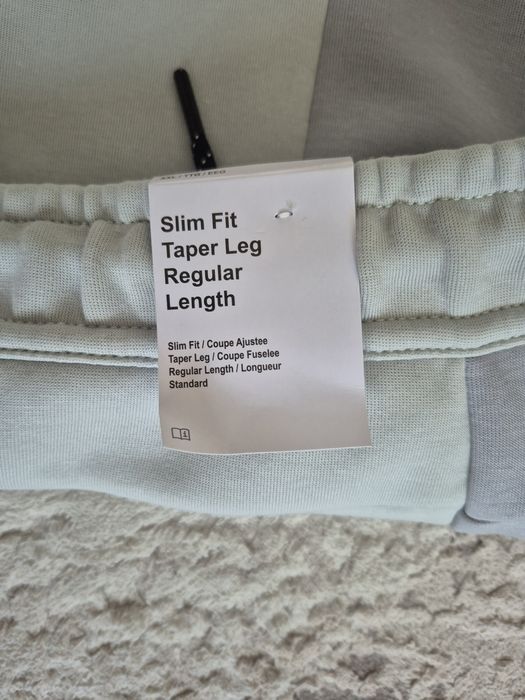 Slim Fit
Taper Leg
Regular
Length
Slim Fit / Coupe Ajustee
Taper Leg / Coupe Fuselee
Regular Length / Longueur
Standard